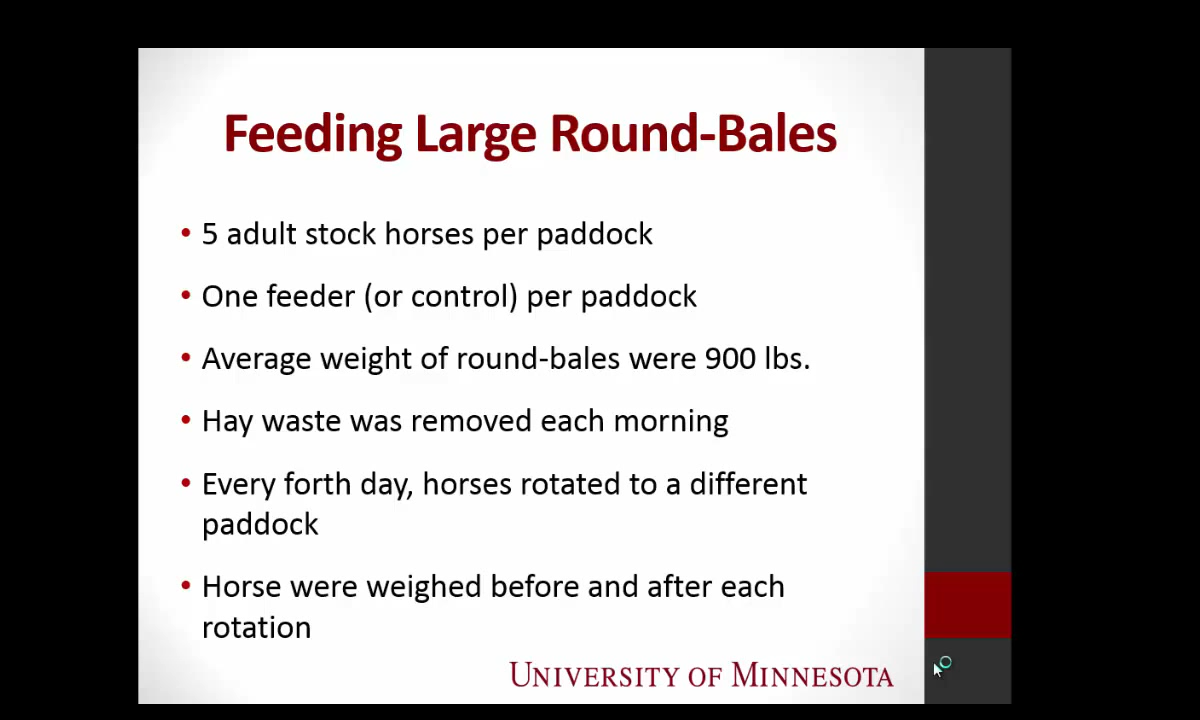 Feeding Large Round-Bales
• 5 adult stock horses per paddock
• One feeder (or control) per paddock
• Average weight of round-bales were 900 lbs.
• Hay waste was removed each morning
• Every forth day, horses rotated to a different
paddock
• Horse were weighed before and after each
rotation
UNIVERSITY OF MINNESOTA